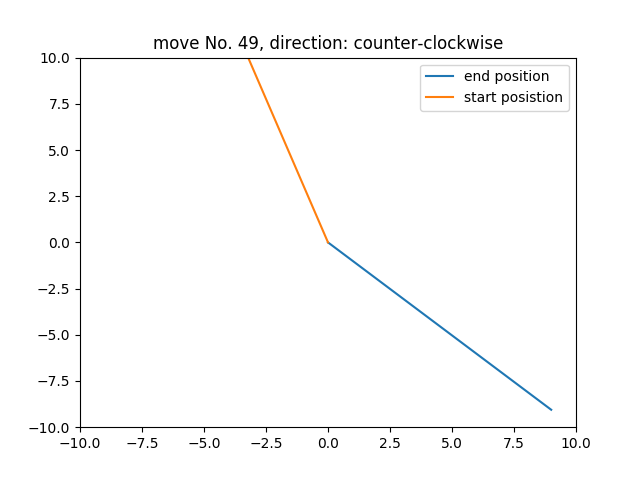 move No. 49, direction: counter-clockwise
end position
start posistion
10.0
7.5
5.0
2.5
0.0
−2.5
−5.0
−7.5
−10.0
−10.0 −7.5 −5.0 −2.5 0.0 2.5 5.0 7.5 10.0